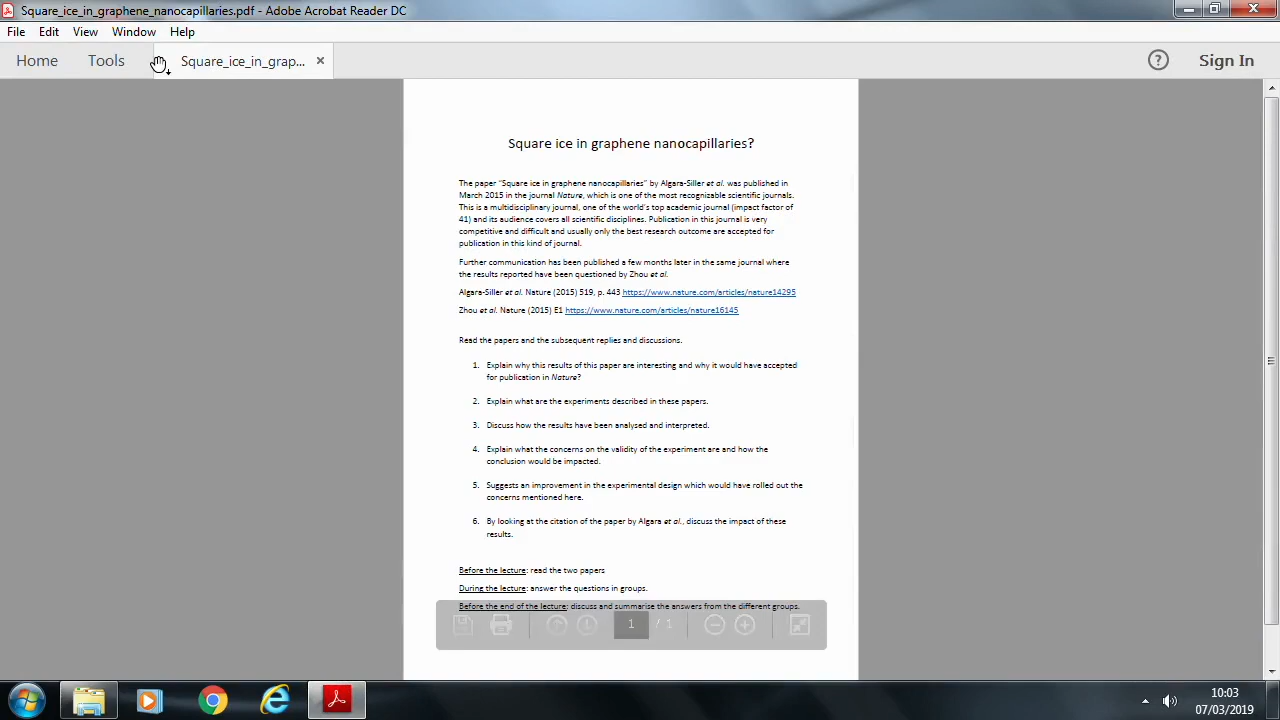 Square_ice_in_graphene_nanocapillaries.pdf - Adobe Acrobat Reader DC
File Edit View Window Help
Home Tools Square_ice_in_grap... × ? Sign In
Square ice in graphene nanocapillaries?
The paper “Square ice in graphene nanocapillaries” by Algara-Siller et al. was published in
March 2015 in the journal Nature, which is one of the most recognizable scientific journals.
This is a multidisciplinary journal, one of the world’s top academic journal (impact factor of
41) and its audience covers all scientific disciplines. Publication in this journal is very
competitive and difficult and usually only the best research outcome are accepted for
publication in this kind of journal.
Further communication has been published a few months later in the same journal where
the results reported have been questioned by Zhou et al.
Algara-Siller et al. Nature (2015) 519, p. 443 https://www.nature.com/articles/nature14295
Zhou et al. Nature (2015) E1 https://www.nature.com/articles/nature16145
Read the papers and the subsequent replies and discussions.
1. Explain why this results of this paper are interesting and why it would have accepted
for publication in Nature?
2. Explain what are the experiments described in these papers.
3. Discuss how the results have been analysed and interpreted.
4. Explain what the concerns on the validity of the experiment are and how the
conclusion would be impacted.
5. Suggests an improvement in the experimental design which would have rolled out the
concerns mentioned here.
6. By looking at the citation of the paper by Algara et al., discuss the impact of these
results.
Before the lecture: read the two papers
During the lecture: answer the questions in groups.
Before the end of the lecture: discuss and summarise the answers from the different groups.
1 / 1
10:03
07/03/2019